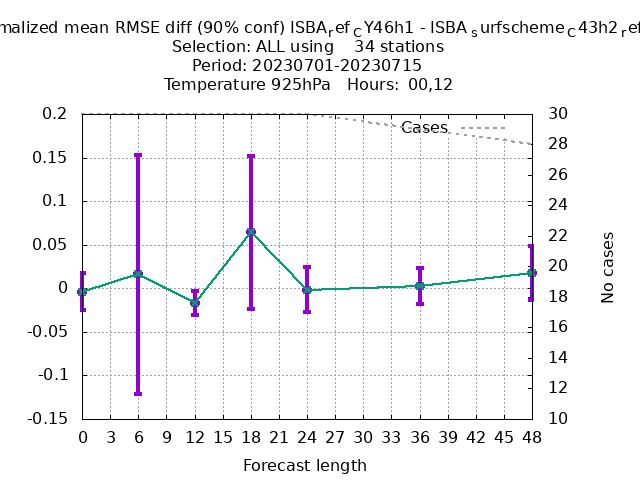 malized mean RMSE diff (90% conf) ISBA_ref_CY46h1 - ISBA_surfscheme_C43h2_ref
Selection: ALL using 34 stations
Period: 20230701-20230715
Temperature 925hPa Hours: 00,12
Cases
0.2
0.15
0.1
0.05
0
-0.05
-0.1
-0.15
30
28
26
24
22
20
18
16
14
12
10
No cases
0 3 6 9 12 15 18 21 24 27 30 33 36 39 42 45 48
Forecast length